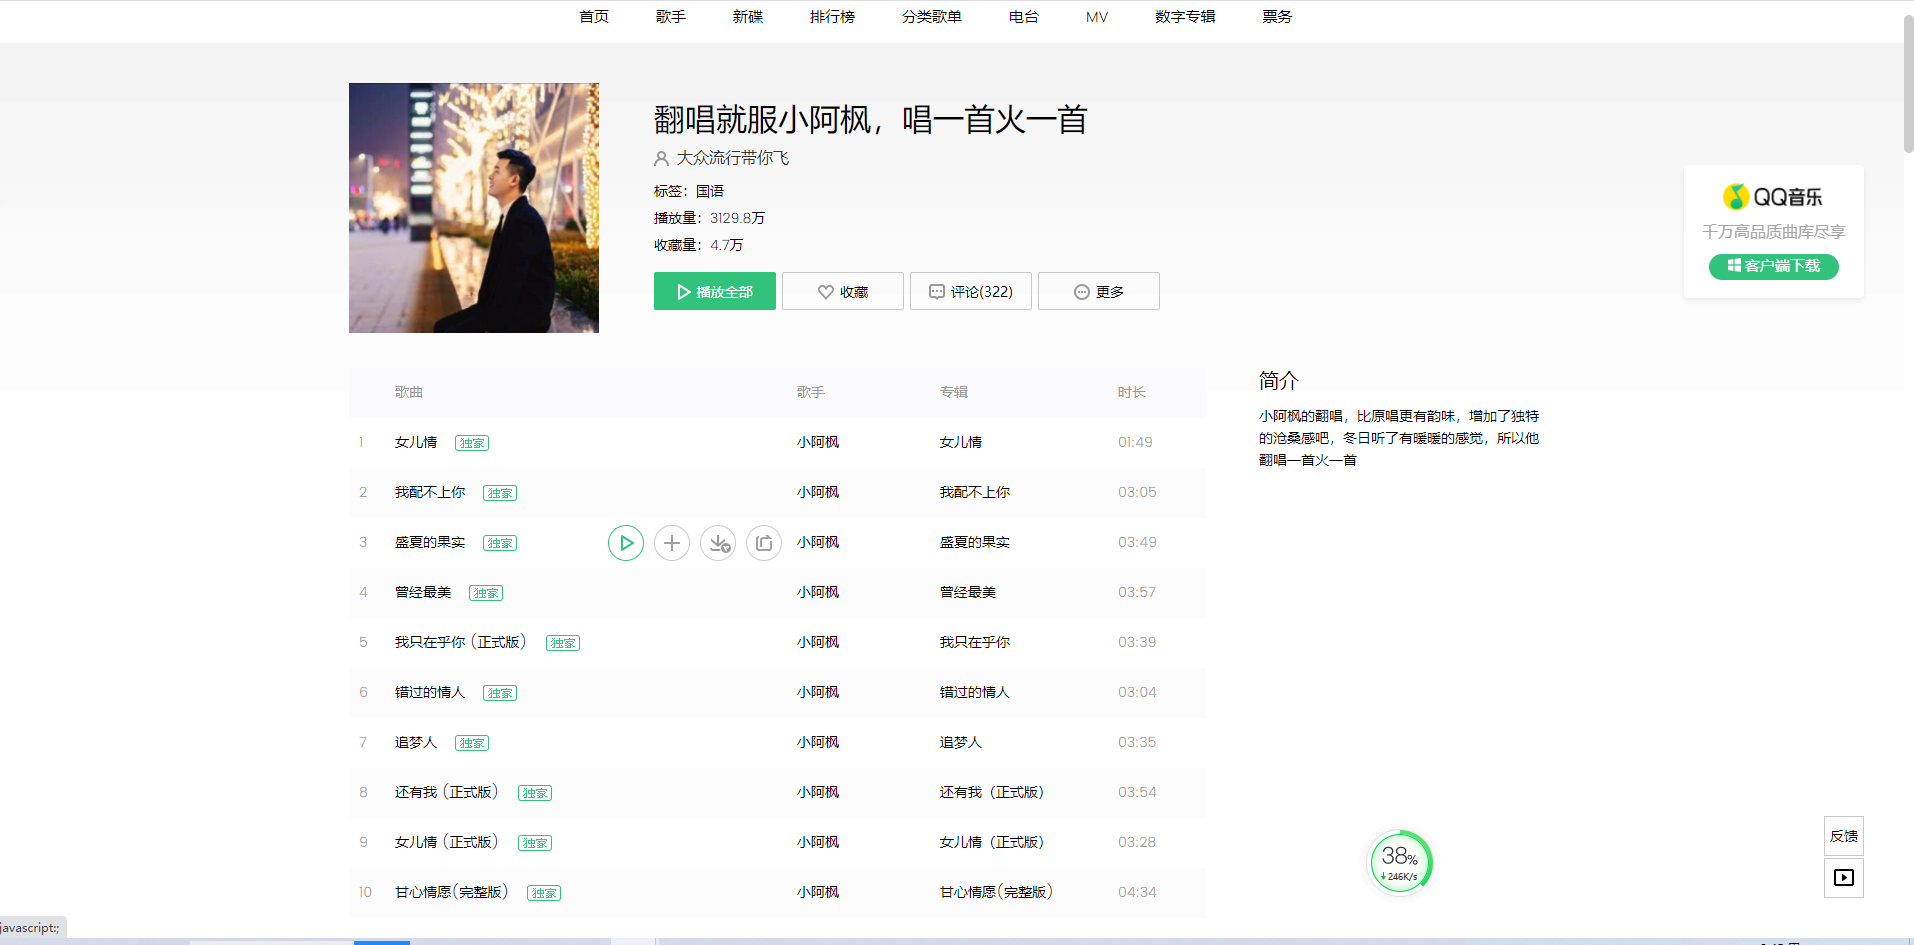 首页 歌手 新碟 排行榜 分类歌单 电台 MV 数字专辑 票务
翻唱就服小阿枫，唱一首火一首
大众流行带你飞
标签：国语
播放量：3129.8万
收藏量：4.7万
播放全部 收藏 评论(322) 更多
QQ音乐
千万高品质曲库尽享
客户端下载
歌曲 歌手 专辑 时长
1 女儿情 独家 小阿枫 女儿情 01:49
2 我配不上你 独家 小阿枫 我配不上你 03:05
3 盛夏的果实 独家 小阿枫 盛夏的果实 03:49
4 曾经最美 独家 小阿枫 曾经最美 03:57
5 我只在乎你（正式版） 独家 小阿枫 我只在乎你 03:39
6 错过的情人 独家 小阿枫 错过的情人 03:04
7 追梦人 独家 小阿枫 追梦人 03:35
8 还有我（正式版） 独家 小阿枫 还有我（正式版） 03:54
9 女儿情（正式版） 独家 小阿枫 女儿情（正式版） 03:28
10 甘心情愿(完整版) 独家 小阿枫 甘心情愿(完整版) 04:34
简介
小阿枫的翻唱，比原唱更有韵味，增加了独特
的沧桑感吧，冬日听了有暖暖的感觉，所以他
翻唱一首火一首
38%
246K/s
反馈
javascript:;